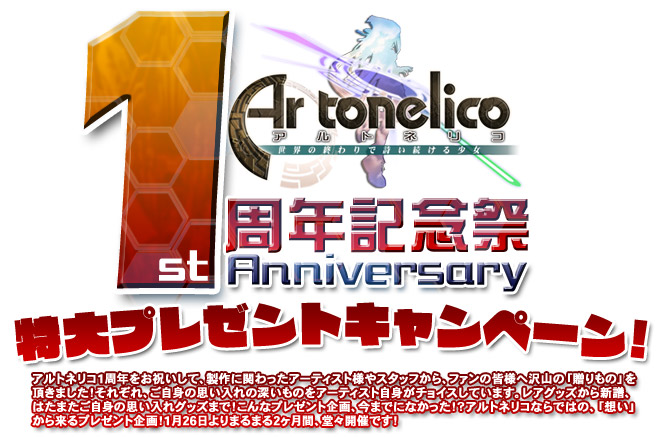 1st
Ar tonelico
アルトネリコ
世界の終わりで詩い続ける少女
周年記念祭
Anniversary
特大プレゼントキャンペーン!
アルトネリコ1周年をお祝いして、製作に関わったアーティスト様やスタッフから、ファンの皆様へ沢山の「贈りもの」を
頂きました!それぞれ、ご自身の思い入れの深いものをアーティスト自身がチョイスしています。レアグッズから新譜、
はたまたご自身の思い入れグッズまで!こんなプレゼント企画、今までになかった!?アルトネリコならではの、「想い」
から来るプレゼント企画!1月26日よりまるまる2ヶ月間、堂々開催です!